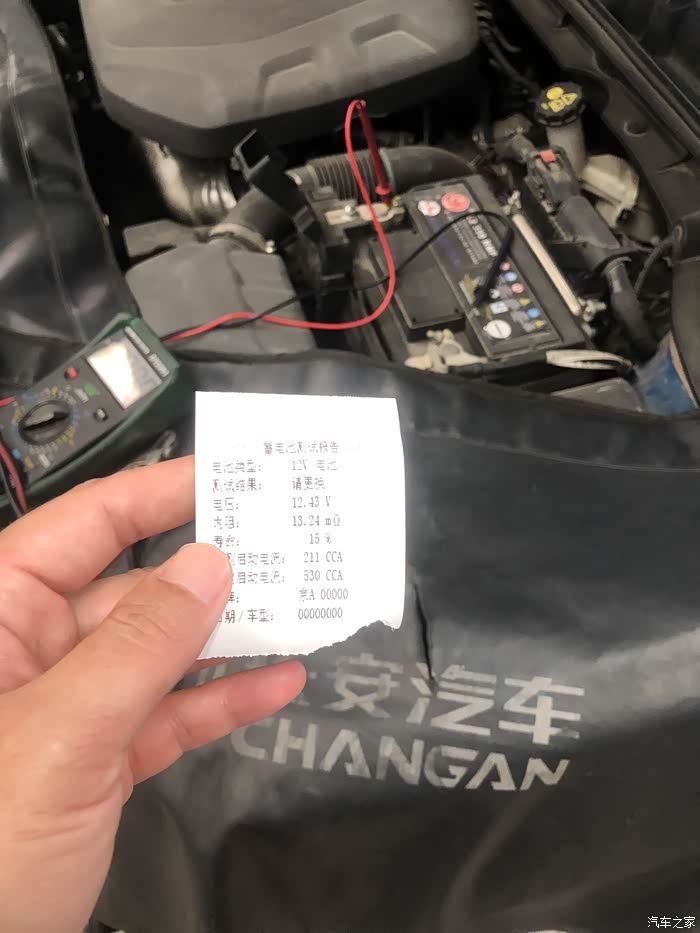 蓄电池测试报告
电池类型: 12V 电池
测试结果: 请更换
电压: 12.43 V
内阻: 13.24 mΩ
寿命: 15 %
启动电流: 211 CCA
启动电流: 530 CCA
牌: 京A 00000
日期/车型: 00000000
安汽车
CHANGAN
汽车之家